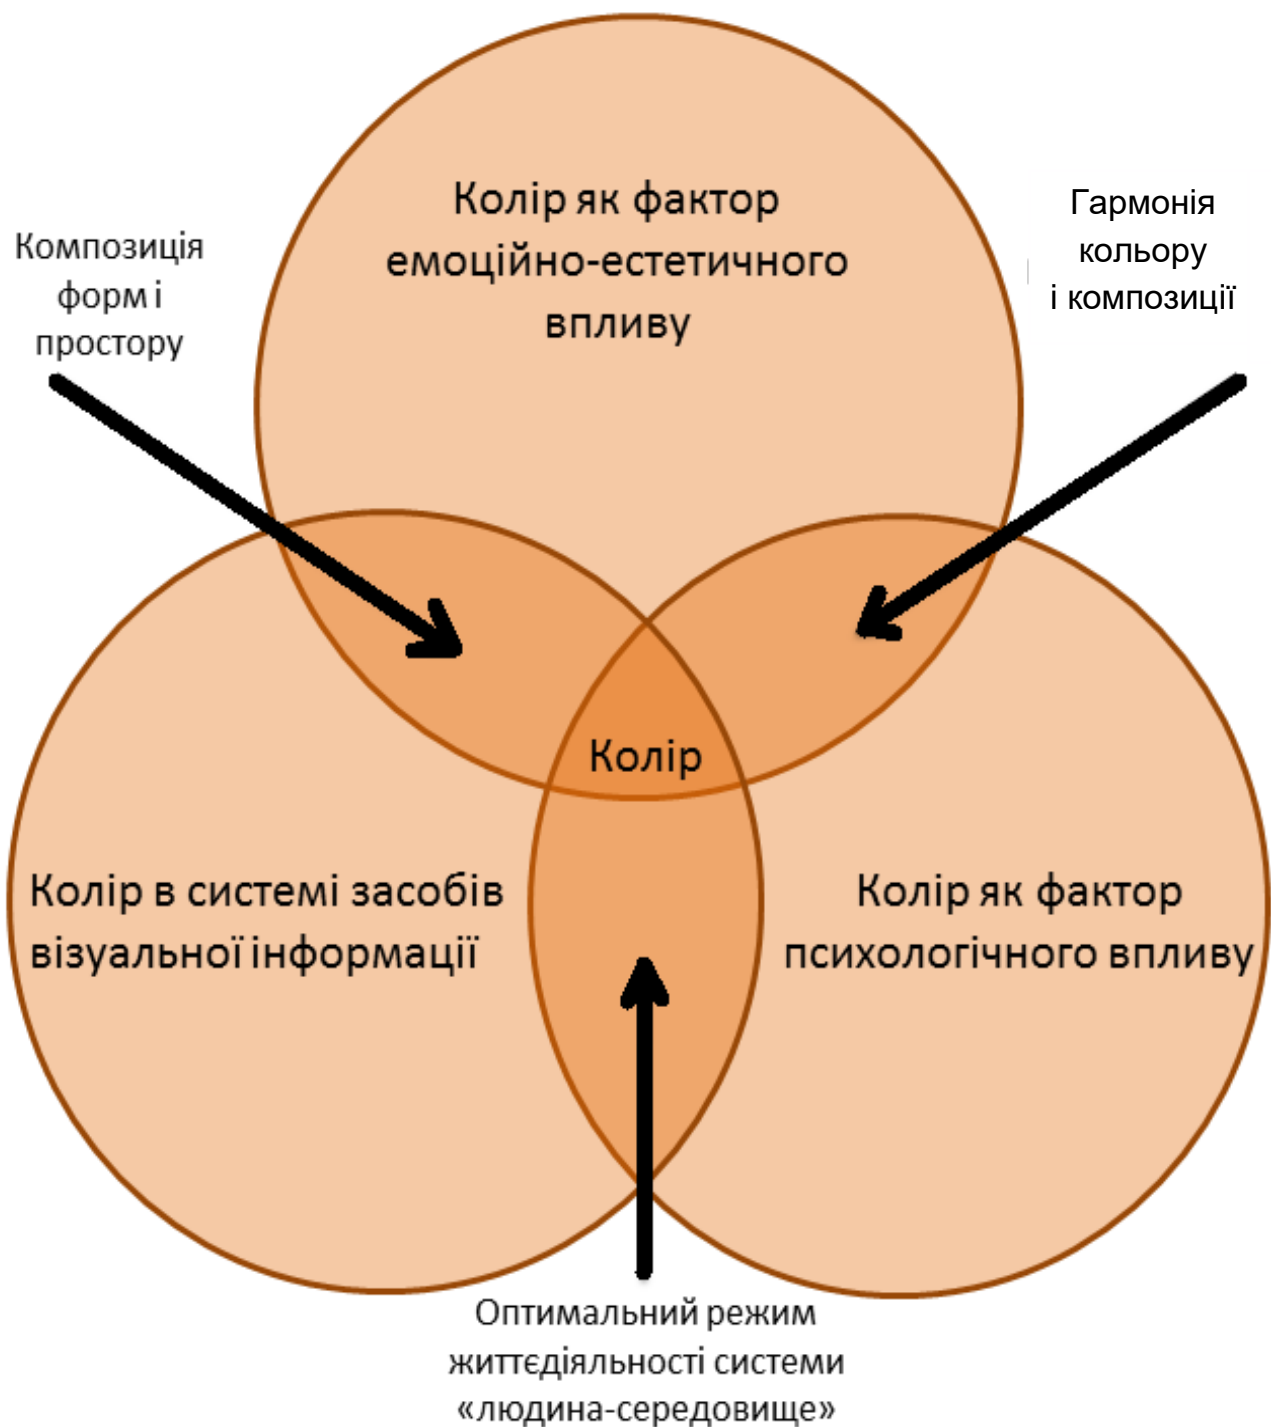 Колір як фактор
емоційно-естетичного
впливу
Композиція
форм і
простору
Гармонія
кольору
і композиції
Колір
Колір в системі засобів
візуальної інформації
Колір як фактор
психологічного впливу
Оптимальний режим
життєдіяльності системи
«людина-середовище»